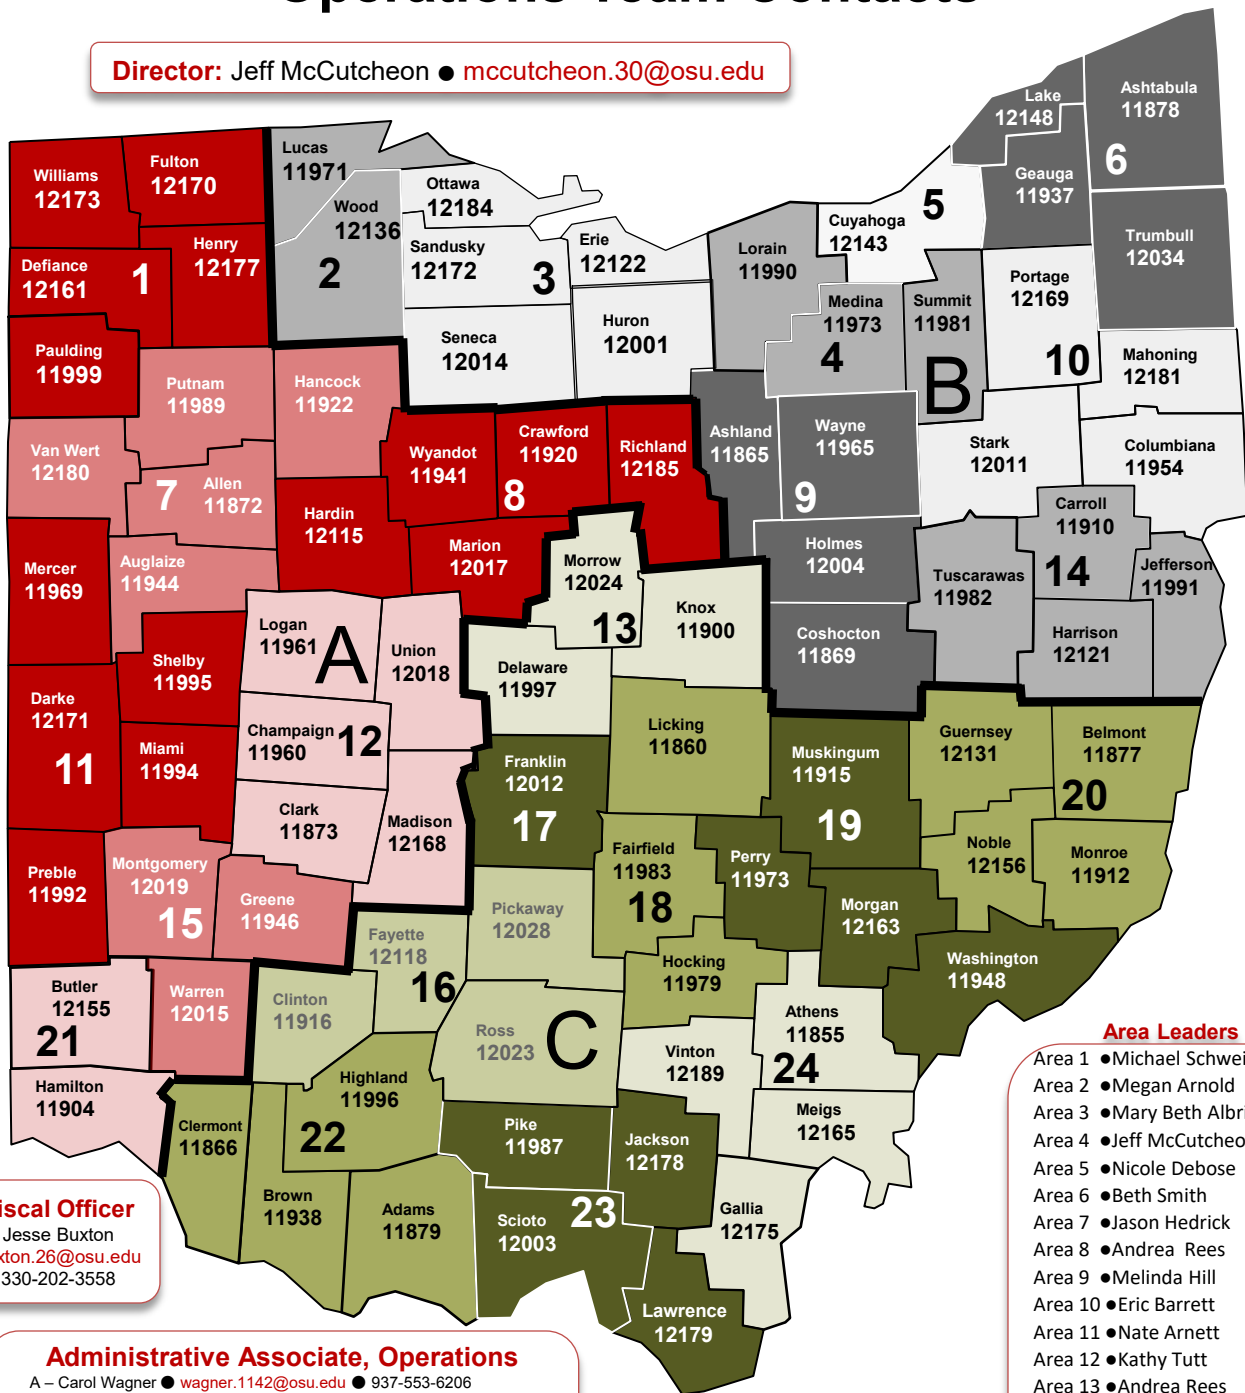 Operations Team Contacts
Director: Jeff McCutcheon ● mccutcheon.30@osu.edu
Lake
12148
Ashtabula
11878
6
Geauga
11937
Trumbull
12034
Williams
12173
Fulton
12170
Henry
12177
Defiance
12161
1
Paulding
11999
Lucas
11971
Wood
12136
2
Ottawa
12184
Sandusky
12172
3
Erie
12122
Seneca
12014
Huron
12001
Lorain
11990
Cuyahoga
12143
5
Medina
11973
4
Summit
11981
B
Portage
12169
10
Mahoning
12181
Stark
12011
Columbiana
11954
Putnam
11989
Hancock
11922
Van Wert
12180
7
Allen
11872
Auglaize
11944
Wyandot
11941
Crawford
11920
8
Richland
12185
Hardin
12115
Marion
12017
Ashland
11865
Wayne
11965
9
Holmes
12004
Coshocton
11869
Carroll
11910
14
Tuscarawas
11982
Jefferson
11991
Harrison
12121
Mercer
11969
Shelby
11995
Darke
12171
11
Miami
11994
Preble
11992
Logan
11961
A
Union
12018
Champaign
11960
12
Clark
11873
Madison
12168
Morrow
12024
13
Knox
11900
Delaware
11997
Licking
11860
Franklin
12012
17
Muskingum
11915
19
Guernsey
12131
Belmont
11877
20
Noble
12156
Monroe
11912
Montgomery
12019
15
Greene
11946
Warren
12015
Fairfield
11983
18
Perry
11973
Morgan
12163
Washington
11948
Hocking
11979
Pickaway
12028
Fayette
12118
16
Clinton
11916
Ross
12023
C
Athens
11855
24
Vinton
12189
Meigs
12165
Gallia
12175
Butler
12155
21
Hamilton
11904
Highland
11996
22
Clermont
11866
Brown
11938
Adams
11879
Pike
11987
Jackson
12178
Scioto
12003
23
Lawrence
12179
Area Leaders
Area 1 ●Michael Schwei
Area 2 ●Megan Arnold
Area 3 ●Mary Beth Albr
Area 4 ●Jeff McCutcheo
Area 5 ●Nicole Debose
Area 6 ●Beth Smith
Area 7 ●Jason Hedrick
Area 8 ●Andrea Rees
Area 9 ●Melinda Hill
Area 10 ●Eric Barrett
Area 11 ●Nate Arnett
Area 12 ●Kathy Tutt
Area 13 ●Andrea Rees
iscal Officer
Jesse Buxton
xton.26@osu.edu
330-202-3558
Administrative Associate, Operations
A – Carol Wagner ● wagner.1142@osu.edu ● 937-553-6206